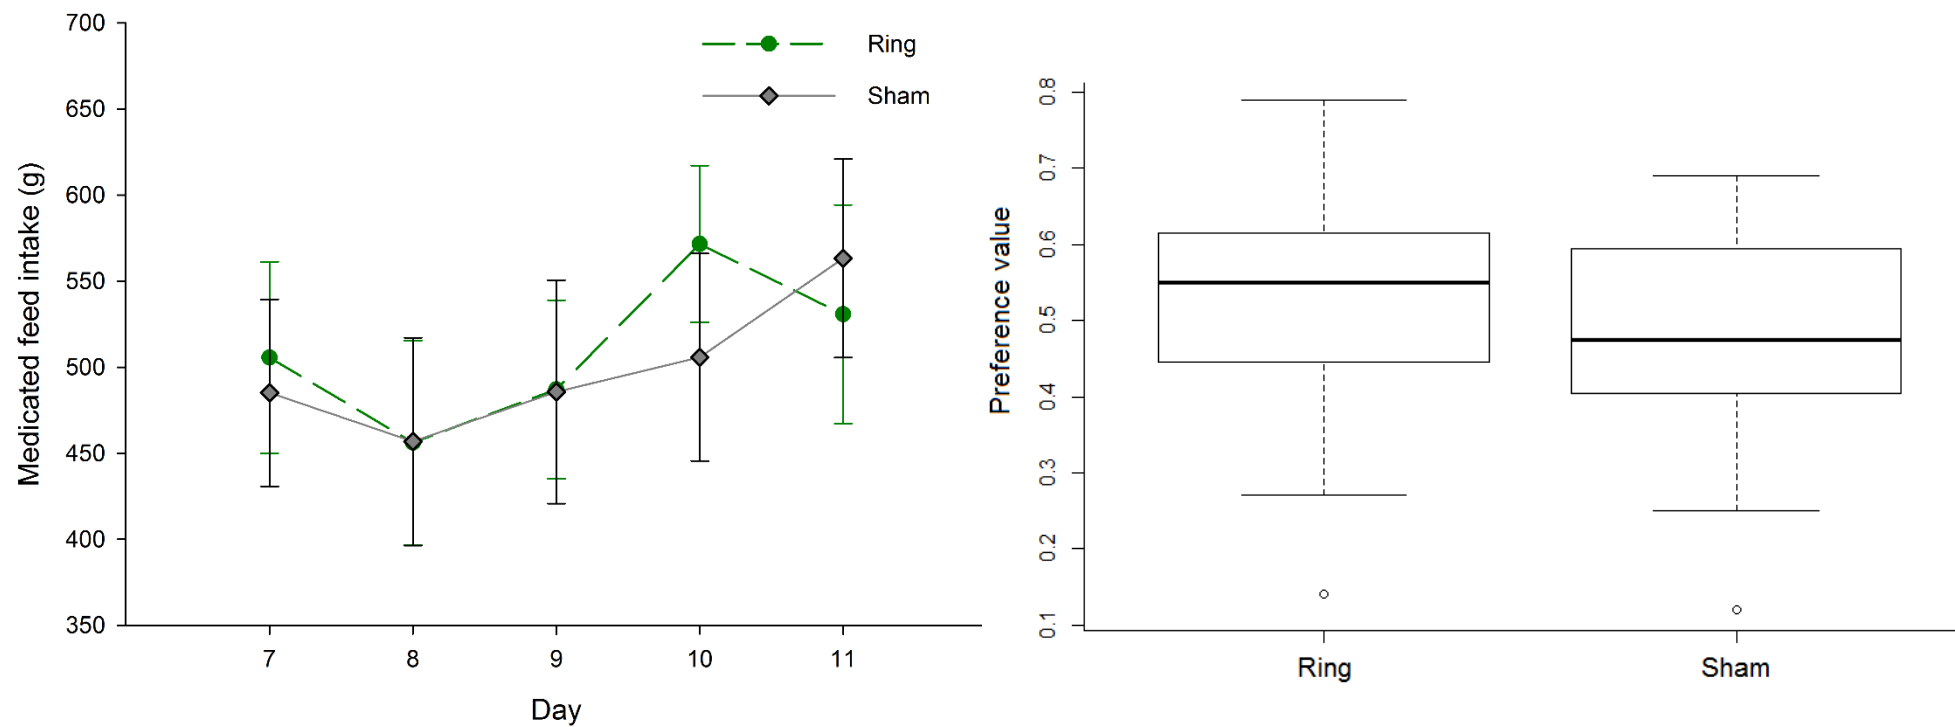 700
650
600
550
500
450
400
350
Medicated feed intake (g)
7 8 9 10 11
Day
Ring
Sham
0.8
0.7
0.6
0.5
0.4
0.3
0.2
0.1
Preference value
Ring Sham